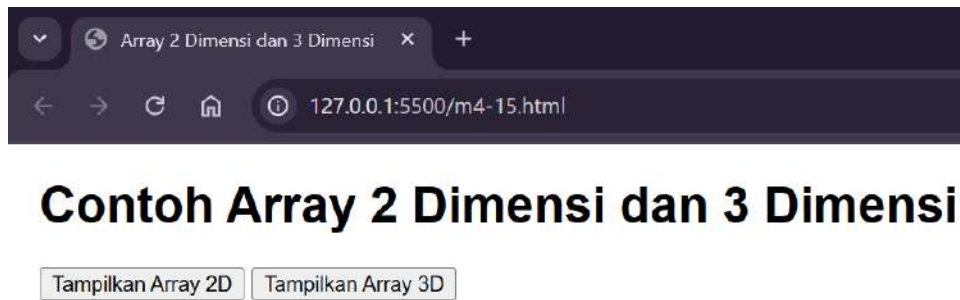 Array 2 Dimensi dan 3 Dimensi
127.0.0.1:5500/m4-15.html
Contoh Array 2 Dimensi dan 3 Dimensi
Tampilkan Array 2D Tampilkan Array 3D